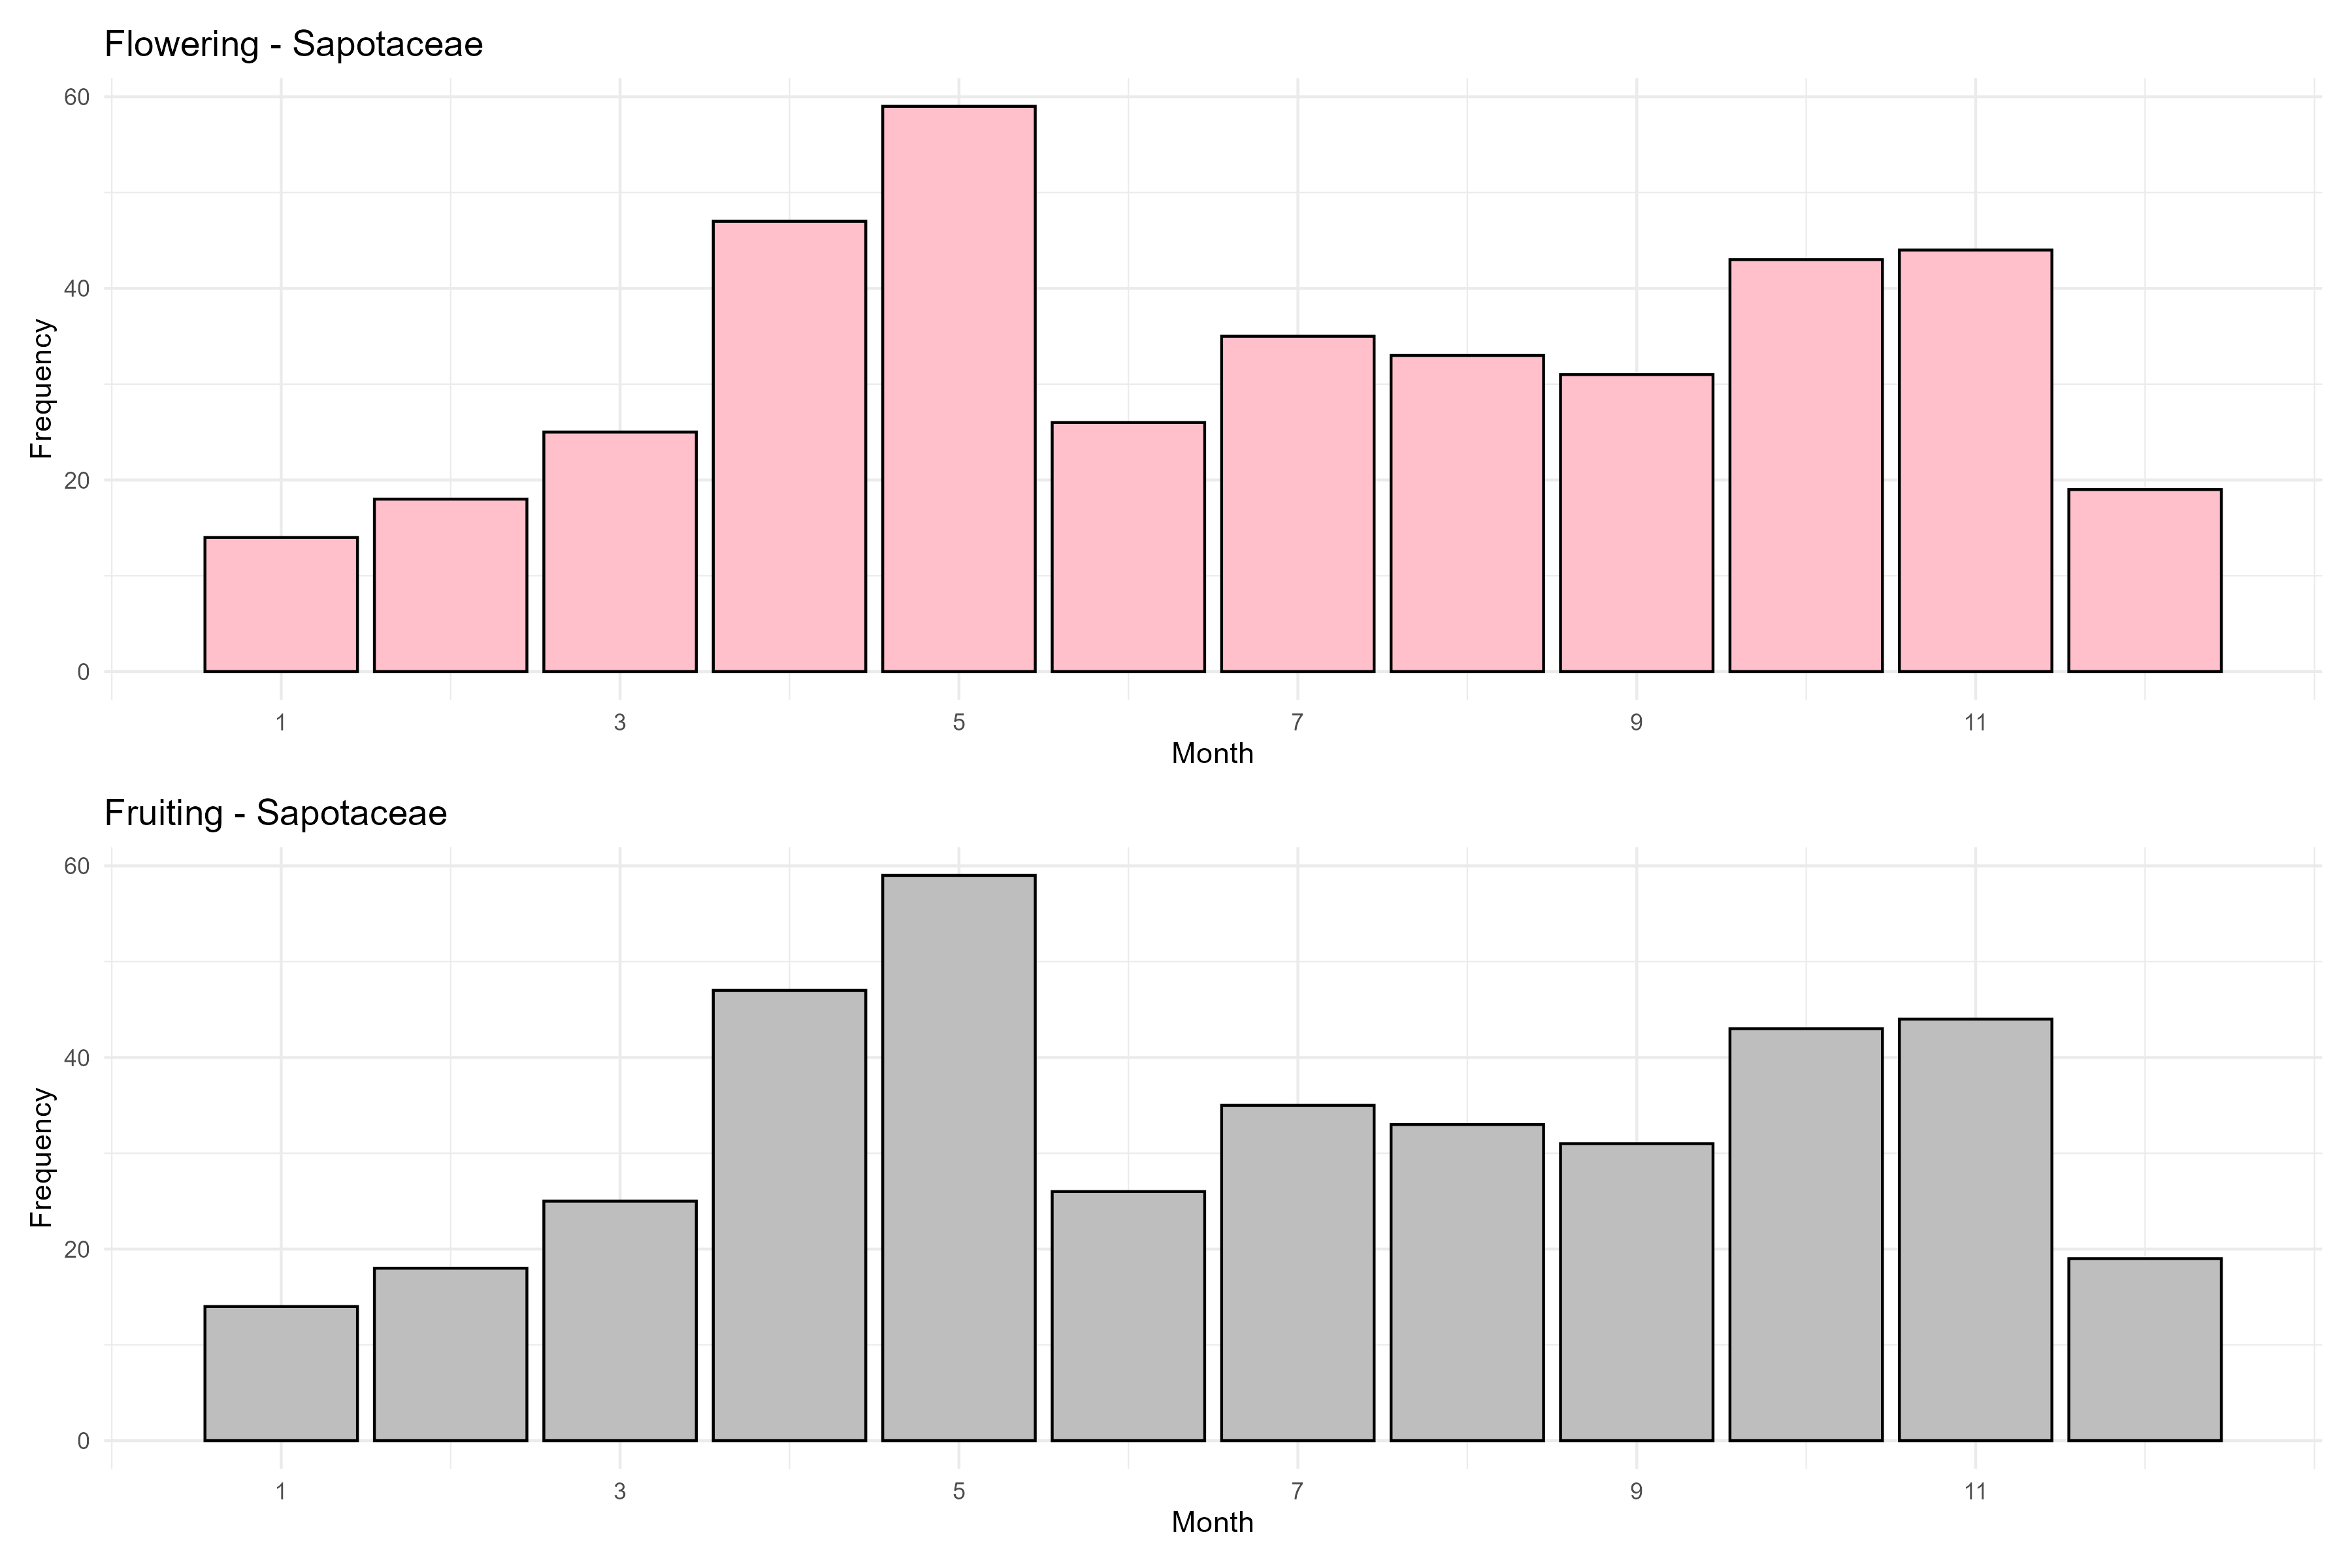 Flowering - Sapotaceae
60
40
20
0
Frequency
1 3 5 7 9 11
Month
Fruiting - Sapotaceae
60
40
20
0
Frequency
1 3 5 7 9 11
Month